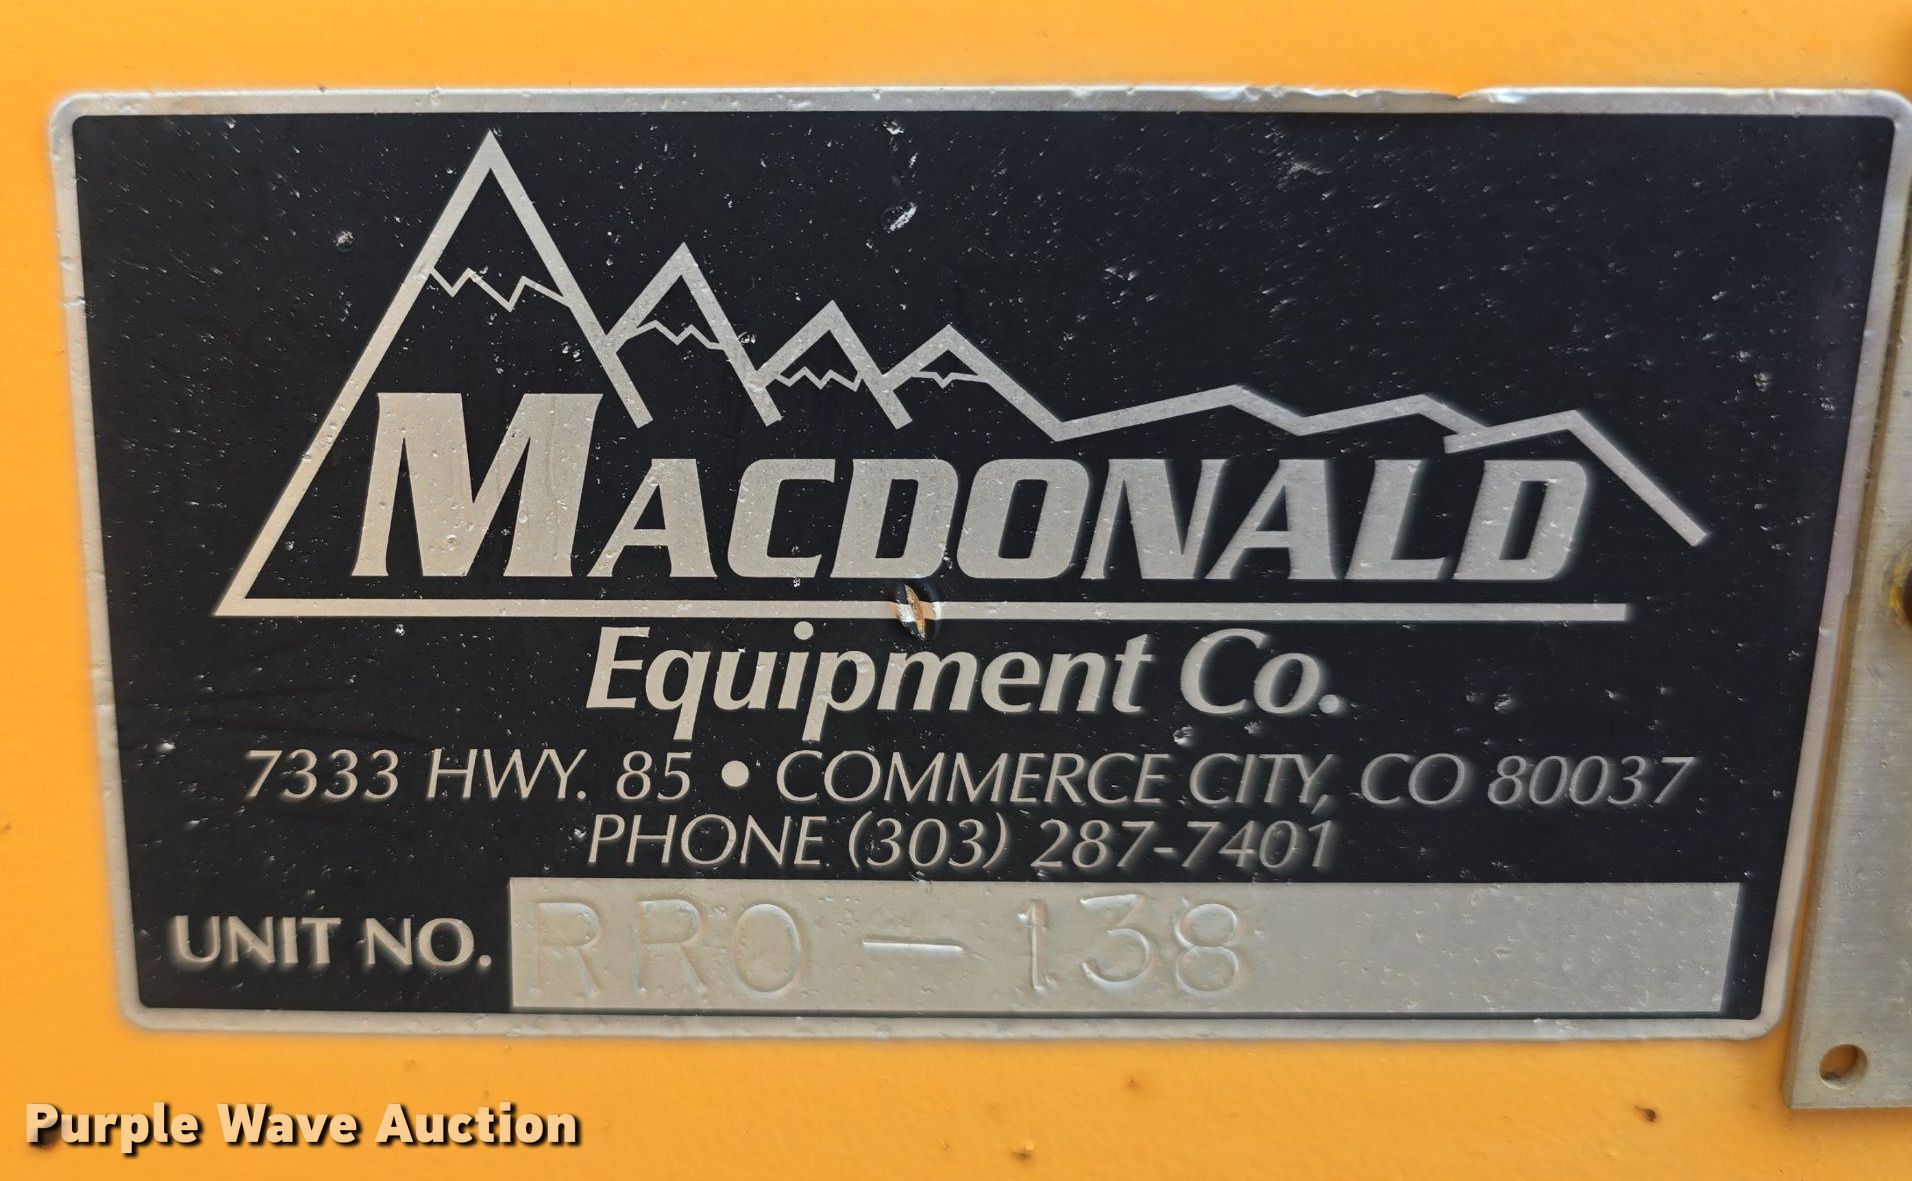 MACDONALD
Equipment Co.
7333 HWY. 85 • COMMERCE CITY, CO 80037
PHONE (303) 287-7401
UNIT NO. RRO-138
Purple Wave Auction